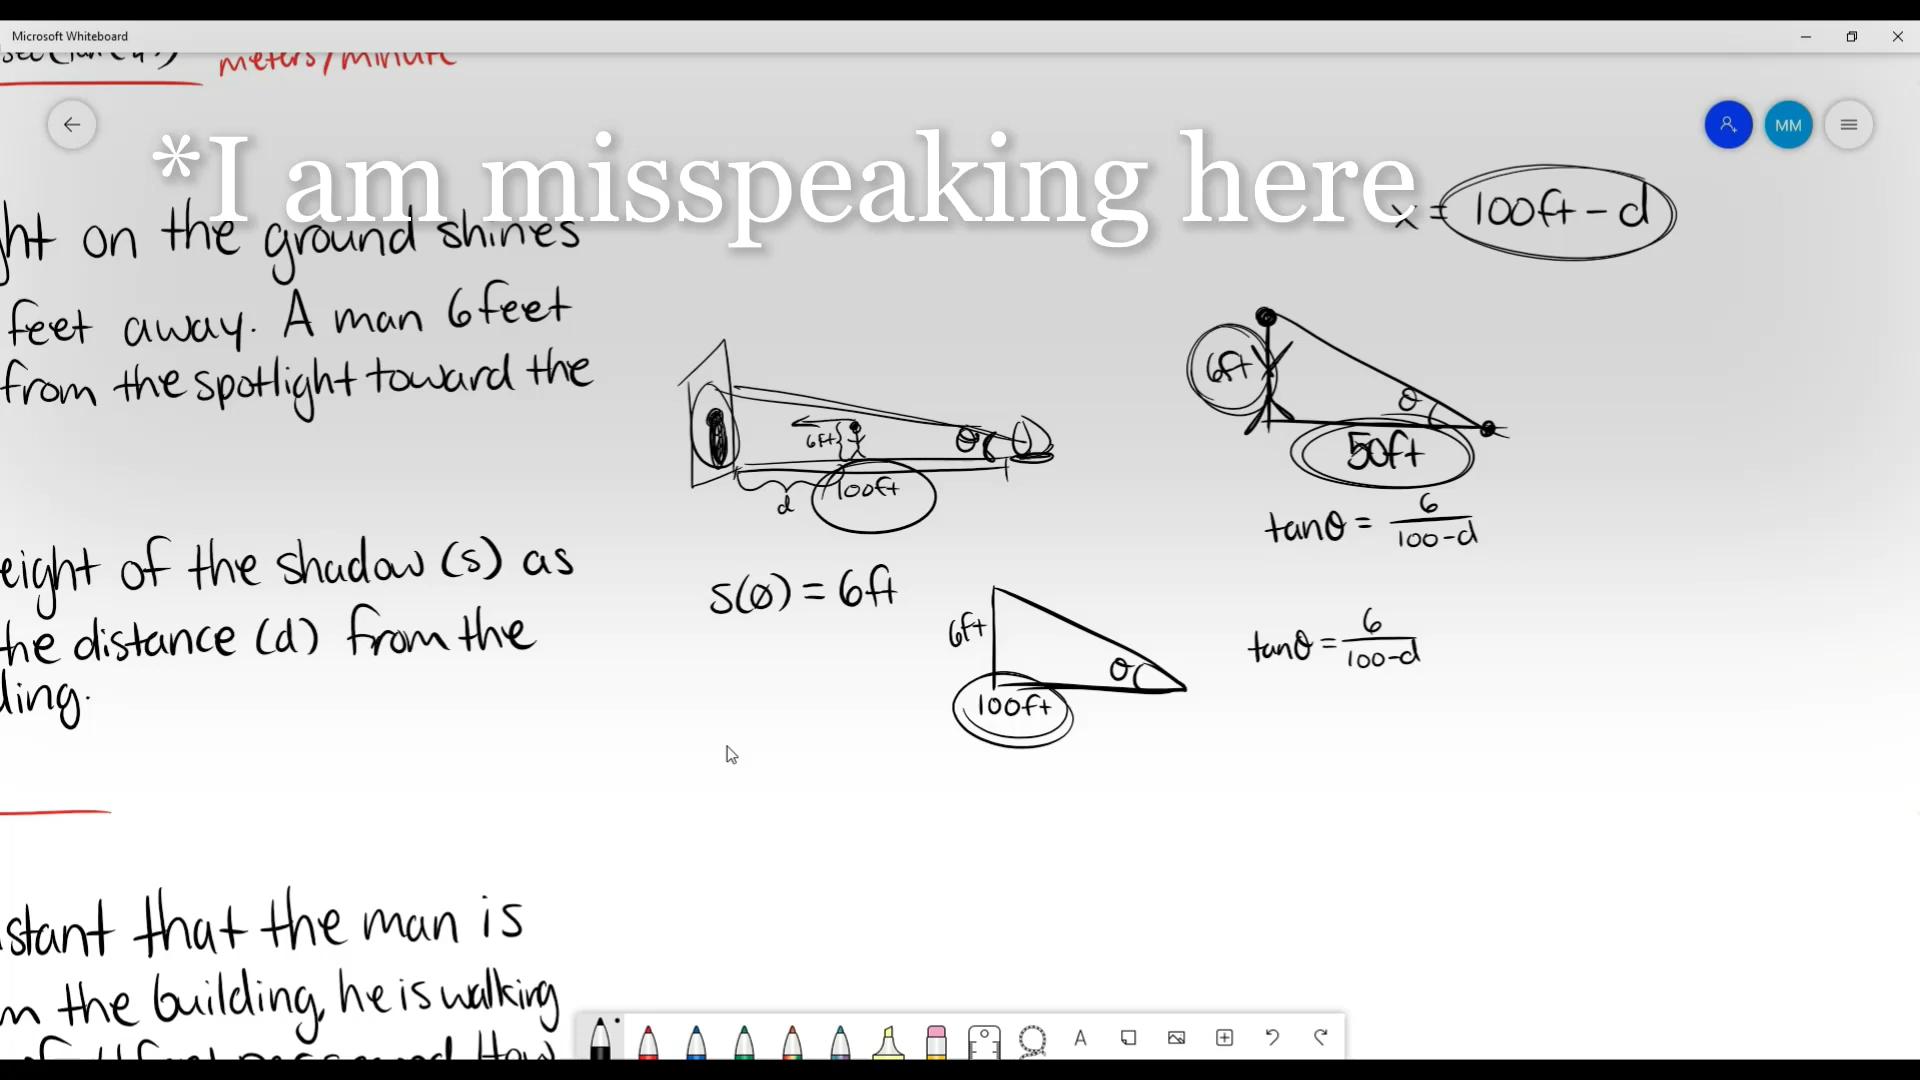 Microsoft Whiteboard
meters/minute
*I am misspeaking here
MM
x = 100ft - d
ht on the ground shines
feet away. A man 6 feet
from the spotlight toward the
6ft
θ
50ft
6ft
θ
100ft
d
tanθ = 6/100-d
eight of the shadow (s) as
he distance (d) from the
ding.
s(0) = 6ft
6ft
θ
100ft
tanθ = 6/100-d
stant that the man is
m the building, he is walking
A